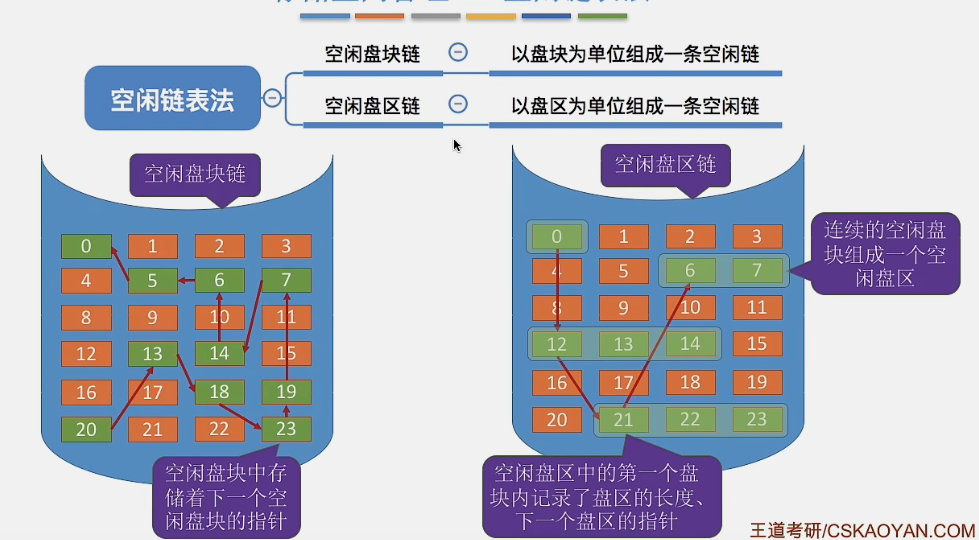 空闲链表法
空闲盘块链
以盘块为单位组成一条空闲链
空闲盘区链
以盘区为单位组成一条空闲链
空闲盘块链
0 1 2 3
4 5 6 7
8 9 10 11
12 13 14 15
16 17 18 19
20 21 22 23
空闲盘块中存
储着下一个空
闲盘块的指针
空闲盘区链
0 1 2 3
4 5 6 7
8 9 10 11
12 13 14 15
16 17 18 19
20 21 22 23
连续的空闲盘
块组成一个空
闲盘区
空闲盘区中的第一个盘
块内记录了盘区的长度、
下一个盘区的指针
王道考研/CSKAOYAN.COM